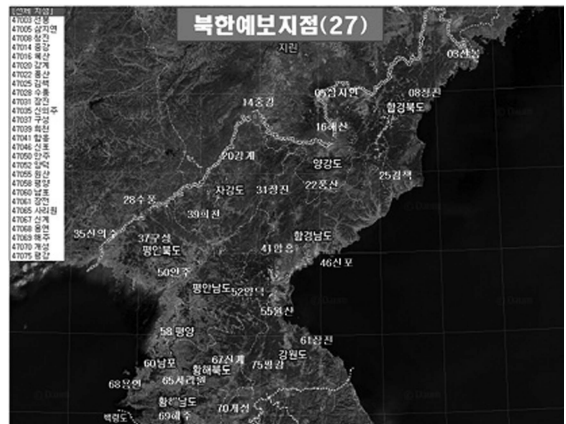 북한예보지점(27)
[전체 지점]
47003 선봉
47005 삼지연
47008 청진
47014 중강
47016 혜산
47020 강계
47022 풍산
47025 김책
47028 수풍
47031 장진
47035 신의주
47037 구성
47039 희천
47041 함흥
47046 신포
47050 안주
47052 양덕
47055 원산
47058 평양
47060 남포
47061 장전
47065 사리원
47067 신계
47068 용연
47069 해주
47070 개성
47075 평강
지린
03선봉
05삼지연
08청진
함경북도
14중강
16혜산
20강계
양강도
25김책
자강도
31장진
22풍산
28수풍
39희천
35신의주
37구성
함경남도
평안북도
41함흥
46신포
50안주
평안남도
52양덕
55원산
58평양
61장전
강원도
60남포
67신계
75평강
황해북도
68용연
65사리원
황해남도
백령도
69해주
70개성